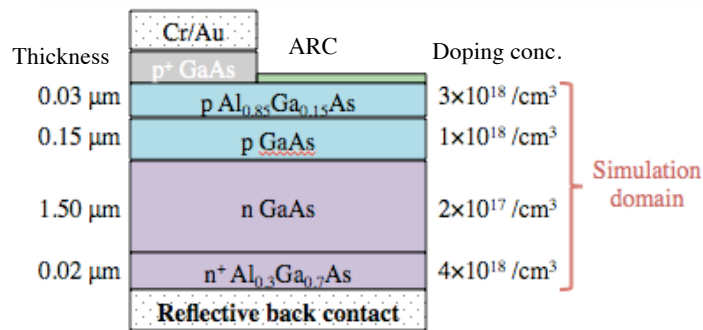 Cr/Au
Thickness
ARC
Doping conc.
p⁺ GaAs
0.03 μm
p Al₀.₈₅Ga₀.₁₅As
3×10¹⁸ /cm³
0.15 μm
p GaAs
1×10¹⁸ /cm³
Simulation
domain
1.50 μm
n GaAs
2×10¹⁷ /cm³
0.02 μm
n⁺ Al₀.₃Ga₀.₇As
4×10¹⁸ /cm³
Reflective back contact